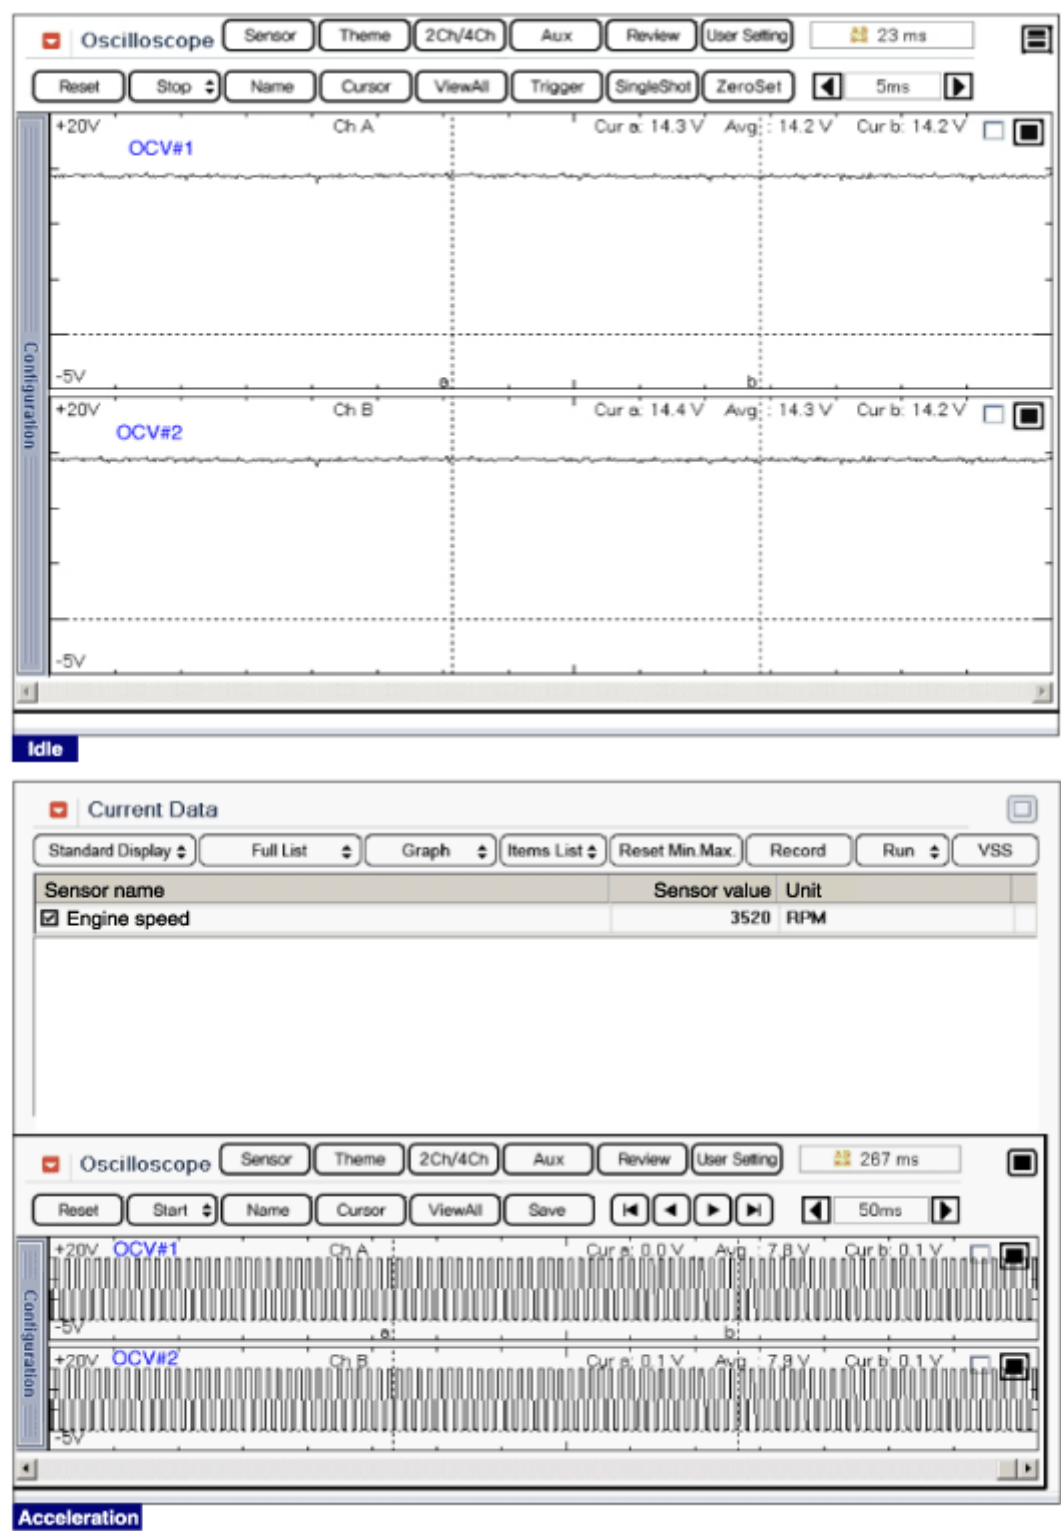 Oscilloscope Sensor Theme 2Ch/4Ch Aux Review User Setting 23 ms
Reset Stop Name Cursor ViewAll Trigger SingleShot ZeroSet 5ms
+20V Ch A Cur a: 14.3 V Avg : 14.2 V Cur b: 14.2 V
OCV#1
Configuration
-5V a b
+20V Ch B Cur a: 14.4 V Avg : 14.3 V Cur b: 14.2 V
OCV#2
-5V
Idle
Current Data
Standard Display Full List Graph Items List Reset Min.Max. Record Run VSS
Sensor name Sensor value Unit
Engine speed 3520 RPM
Oscilloscope Sensor Theme 2Ch/4Ch Aux Review User Setting 267 ms
Reset Start Name Cursor ViewAll Save 50ms
+20V OCV#1 Ch A Cur a: 0.0 V Avg : 7.8 V Cur b: 0.1 V
Configuration
-5V a b
+20V OCV#2 Ch B Cur a: 0.1 V Avg : 7.9 V Cur b: 0.1 V
-5V
Acceleration